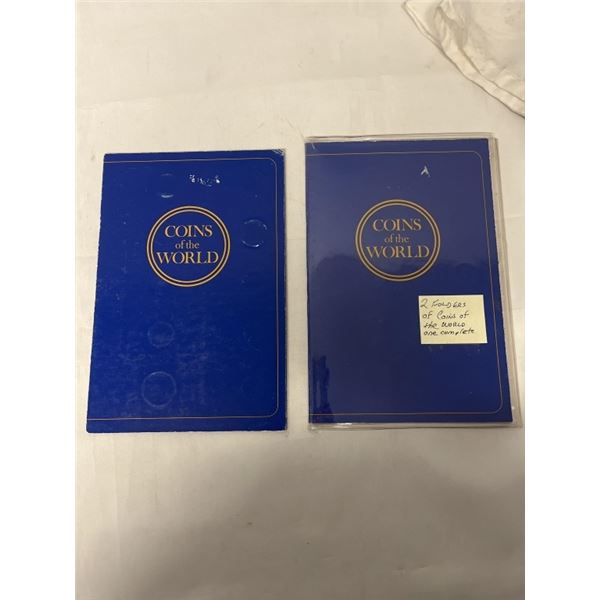 COINS
of the
WORLD
COINS
of the
WORLD
2 FOLDERS
of Coins of
the WORLD
one complete